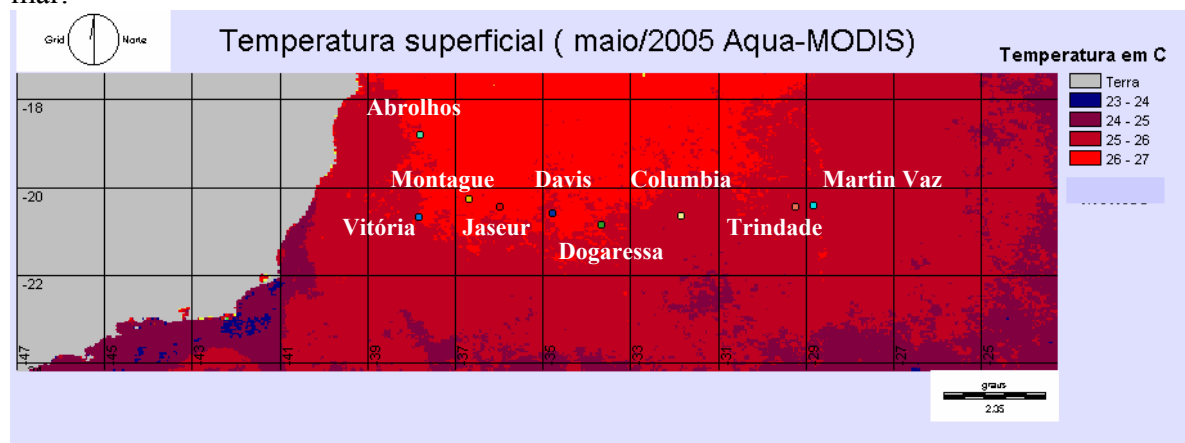 mar.
Grid Norte
Temperatura superficial ( maio/2005 Aqua-MODIS)
Temperatura em C
Terra
23 - 24
24 - 25
25 - 26
26 - 27
-18
Abrolhos
-20
Montague Davis Columbia Martin Vaz
Vitória Jaseur Trindade
Dogaressa
-22
-47 -45 -43 -41 -39 -37 -35 -33 -31 -29 -27 -25
graus
2.35